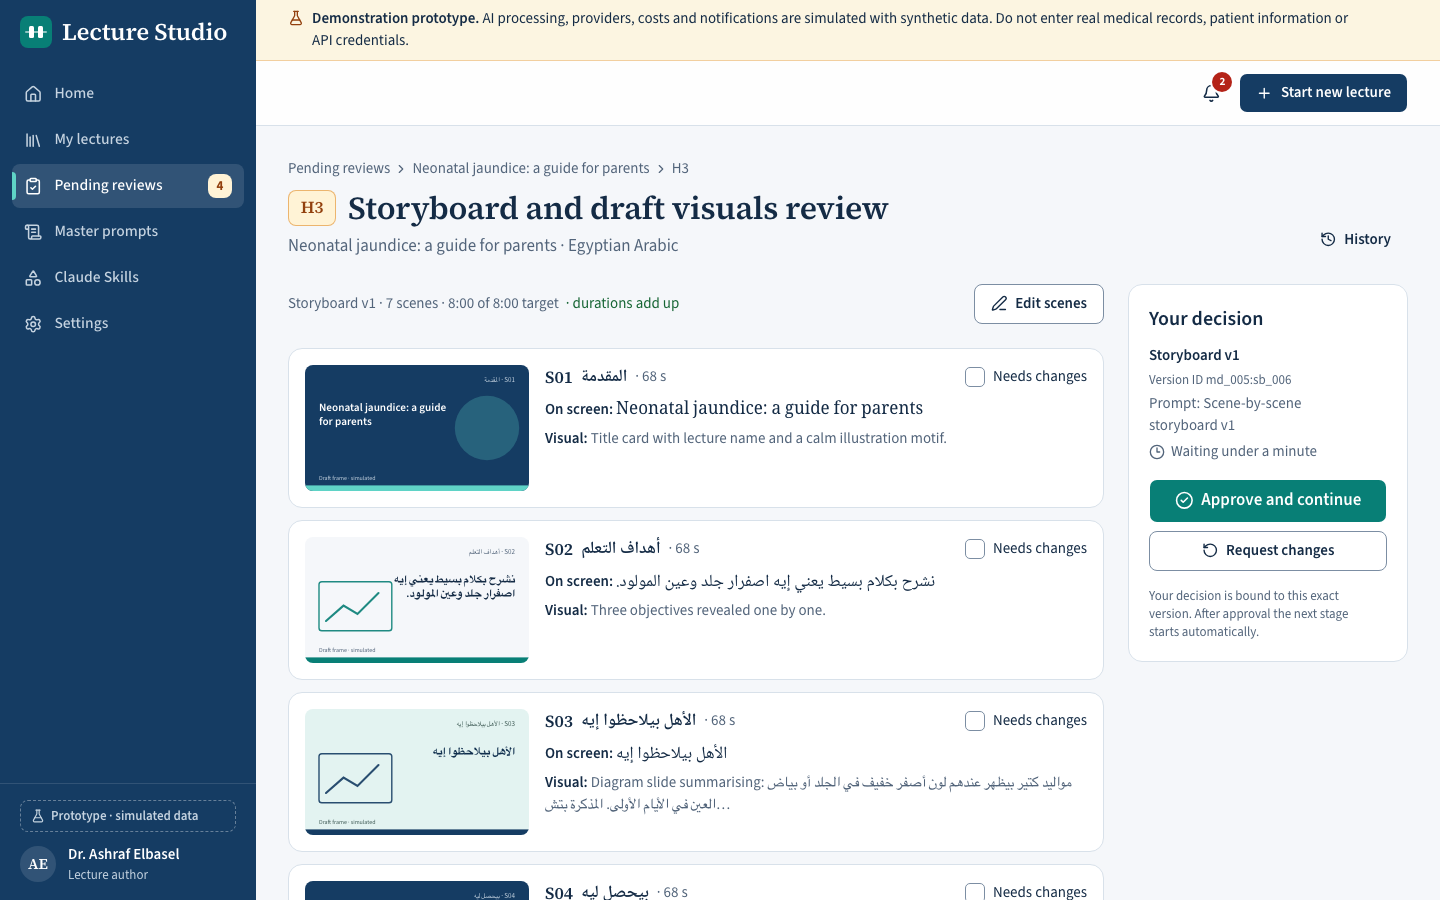 Lecture Studio
Home
My lectures
Pending reviews 4
Master prompts
Claude Skills
Settings
Prototype · simulated data
AE
Dr. Ashraf Elbasel
Lecture author
Demonstration prototype. AI processing, providers, costs and notifications are simulated with synthetic data. Do not enter real medical records, patient information or
API credentials.
2
Start new lecture
Pending reviews > Neonatal jaundice: a guide for parents > H3
H3 Storyboard and draft visuals review
Neonatal jaundice: a guide for parents · Egyptian Arabic
History
Storyboard v1 · 7 scenes · 8:00 of 8:00 target · durations add up
Edit scenes
S01 · المقدمة
Neonatal jaundice: a guide
for parents
Draft frame · simulated
S01 المقدمة · 68 s
Needs changes
On screen: Neonatal jaundice: a guide for parents
Visual: Title card with lecture name and a calm illustration motif.
S02 · أهداف التعلم
نشرح بكلام بسيط يعني إيه
اصفرار جلد وعين المولود.
Draft frame · simulated
S02 أهداف التعلم · 68 s
Needs changes
On screen: نشرح بكلام بسيط يعني إيه اصفرار جلد وعين المولود.
Visual: Three objectives revealed one by one.
S03 · الأهل بيلاحظوا إيه
الأهل بيلاحظوا إيه
Draft frame · simulated
S03 الأهل بيلاحظوا إيه · 68 s
Needs changes
On screen: الأهل بيلاحظوا إيه
Visual: Diagram slide summarising: مواليد كتير بيظهر عندهم لون أصفر خفيف في الجلد أو بياض
العين في الأيام الأولى. المذكرة بتش…
S04 · بيحصل ليه
S04 بيحصل ليه · 68 s
Needs changes
Your decision
Storyboard v1
Version ID md_005:sb_006
Prompt: Scene-by-scene
storyboard v1
Waiting under a minute
Approve and continue
Request changes
Your decision is bound to this exact
version. After approval the next stage
starts automatically.